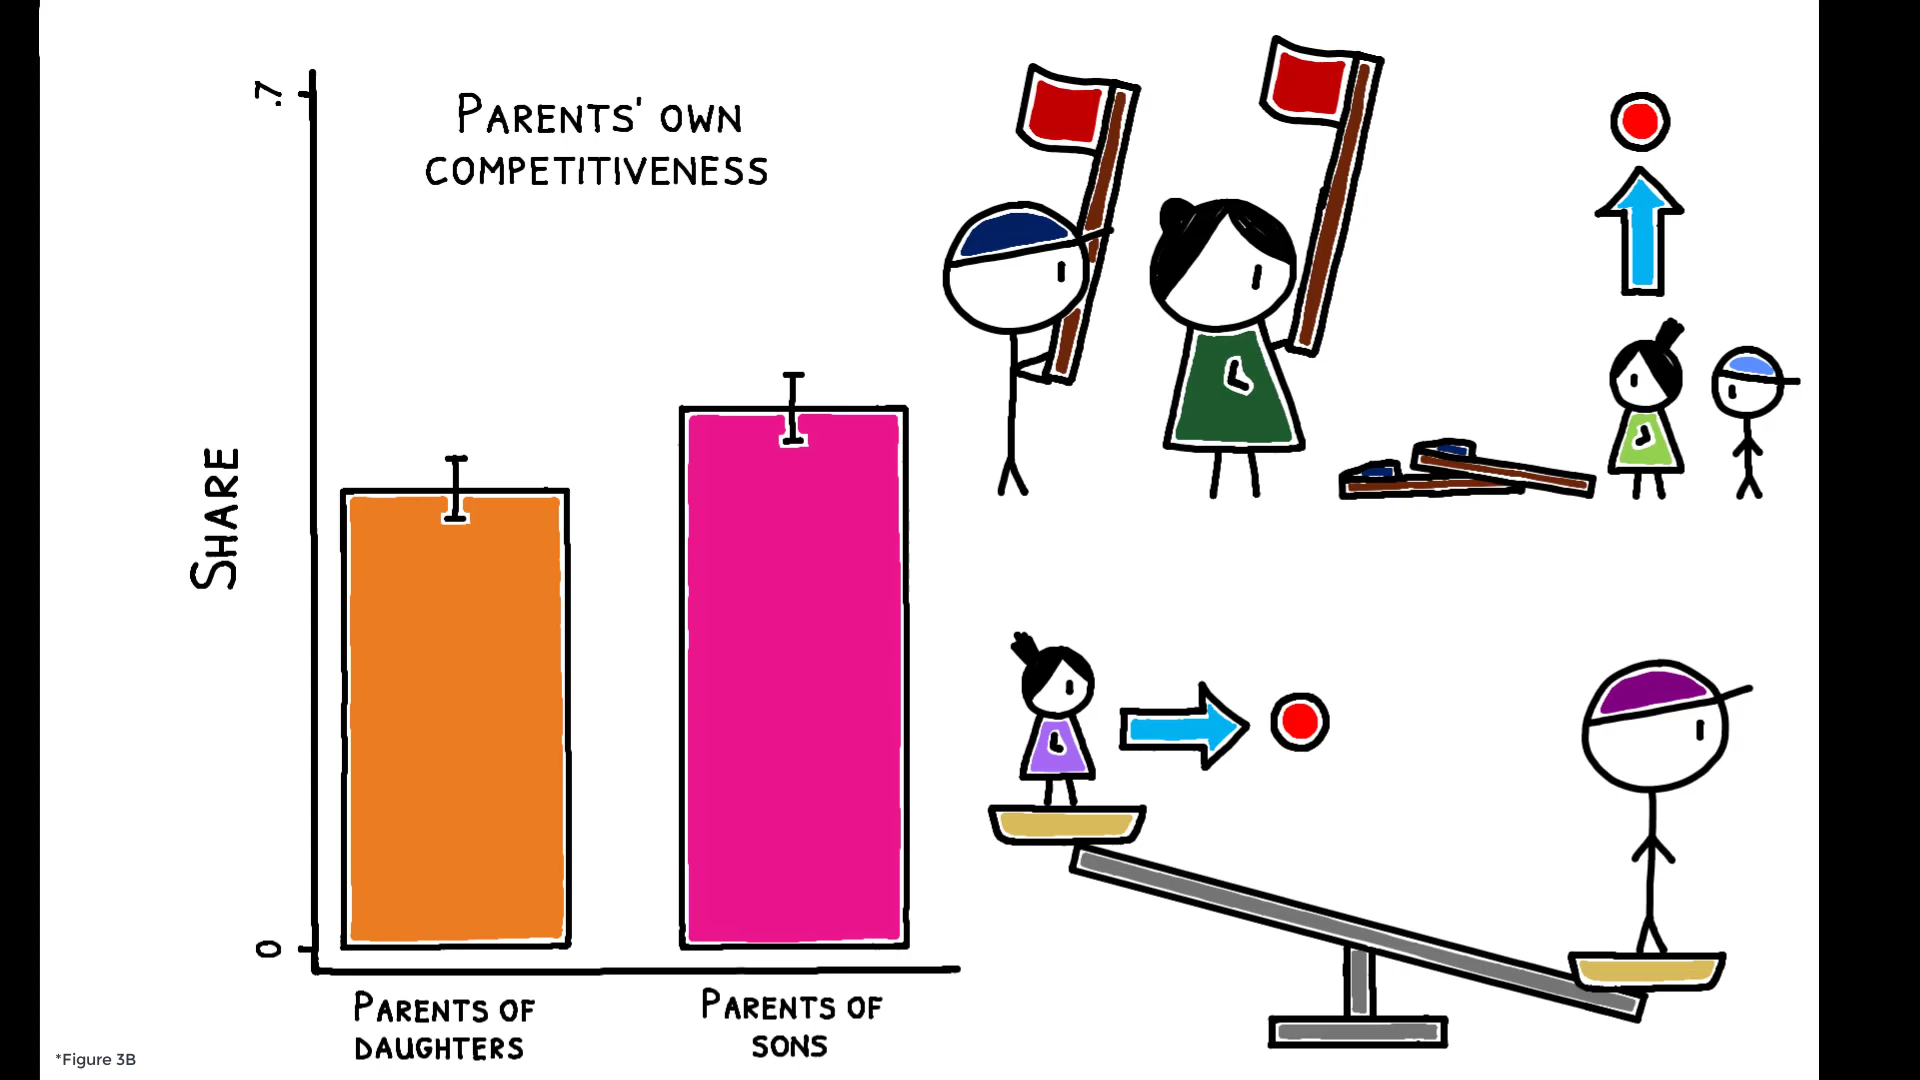 .7
PARENTS' OWN
COMPETITIVENESS
SHARE
0
PARENTS OF
DAUGHTERS
PARENTS OF
SONS
*Figure 3B